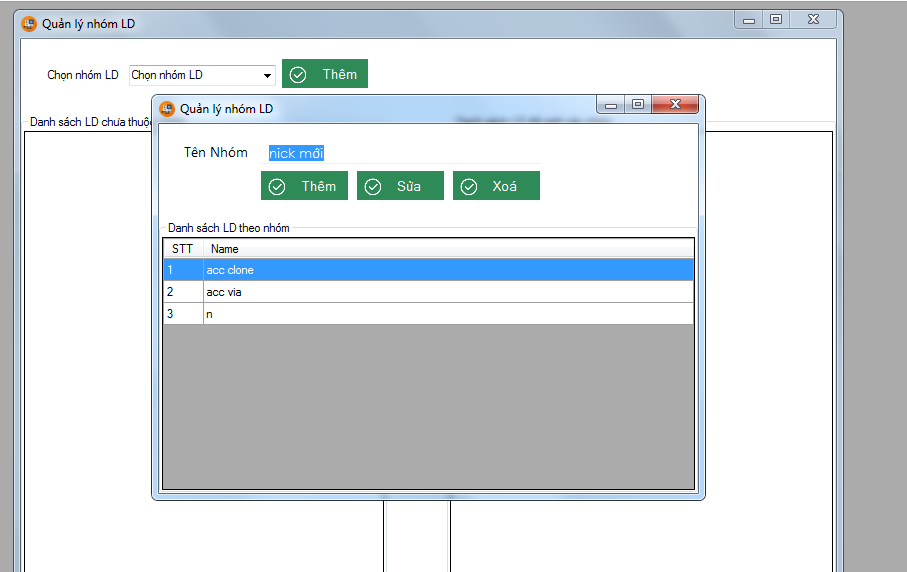 Quản lý nhóm LD
Chọn nhóm LD Chọn nhóm LD Thêm
Danh sách LD chưa thuộc
Quản lý nhóm LD
Tên Nhóm nick mới
Thêm Sửa Xoá
Danh sách LD theo nhóm
STT Name
1 acc clone
2 acc via
3 n